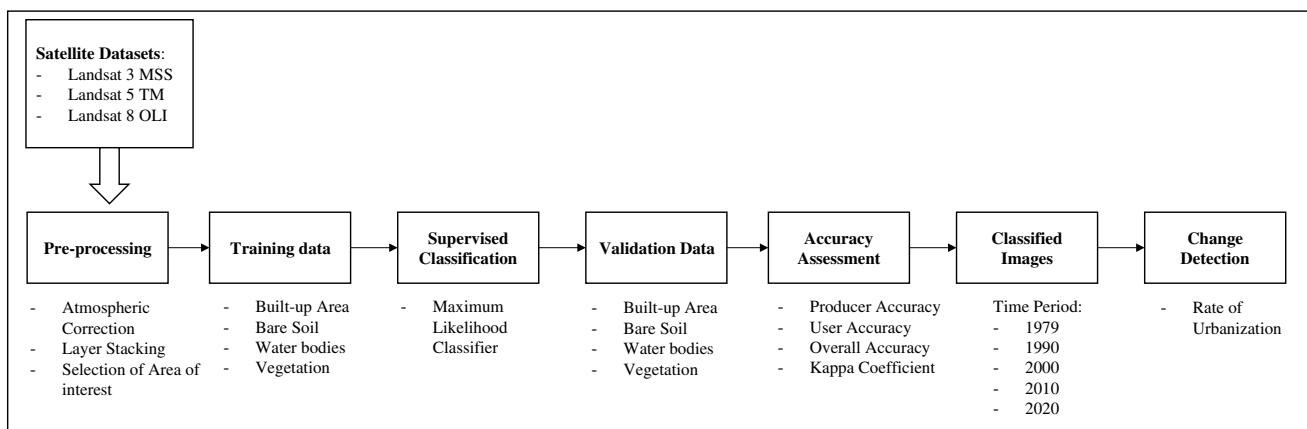 Satellite Datasets:
- Landsat 3 MSS
- Landsat 5 TM
- Landsat 8 OLI
Pre-processing
- Atmospheric
Correction
- Layer Stacking
- Selection of Area of
interest
Training data
- Built-up Area
- Bare Soil
- Water bodies
- Vegetation
Supervised
Classification
- Maximum
Likelihood
Classifier
Validation Data
- Built-up Area
- Bare Soil
- Water bodies
- Vegetation
Accuracy
Assessment
- Producer Accuracy
- User Accuracy
- Overall Accuracy
- Kappa Coefficient
Classified
Images
Time Period:
- 1979
- 1990
- 2000
- 2010
- 2020
Change
Detection
- Rate of
Urbanization